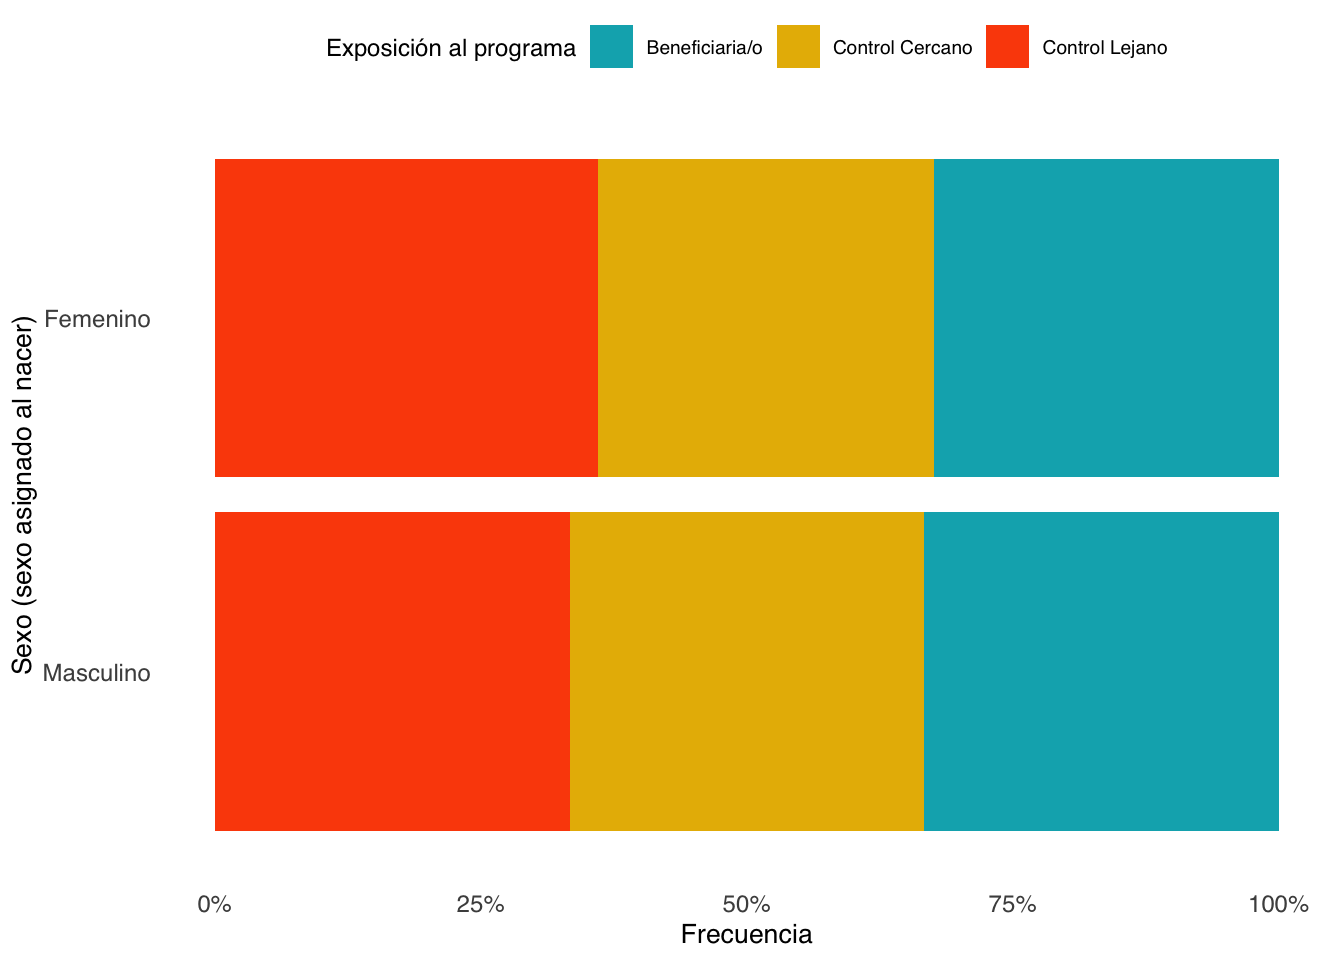 Exposición al programa Beneficiaria/o Control Cercano Control Lejano
Sexo (sexo asignado al nacer)
Femenino
Masculino
0% 25% 50% 75% 100%
Frecuencia